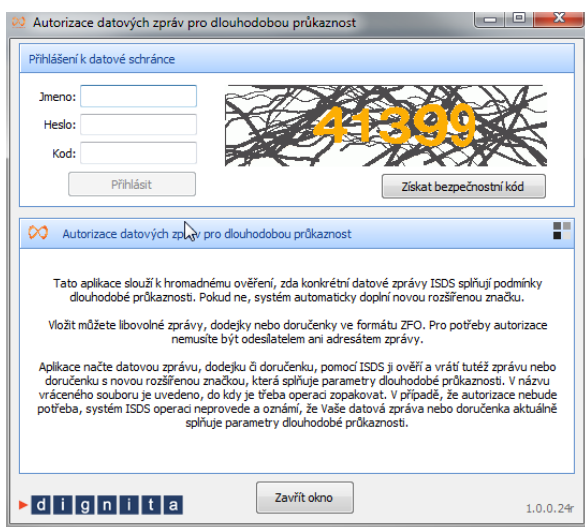 Autorizace datových zpráv pro dlouhodobou průkaznost
Přihlášení k datové schránce
Jmeno:
Heslo:
Kod:
41399
Přihlásit
Získat bezpečnostní kód
Autorizace datových zpráv pro dlouhodobou průkaznost
Tato aplikace slouží k hromadnému ověření, zda konkrétní datové zprávy ISDS splňují podmínky
dlouhodobé průkaznosti. Pokud ne, systém automaticky doplní novou rozšířenou značku.
Vložit můžete libovolné zprávy, dodejky nebo doručenky ve formátu ZFO. Pro potřeby autorizace
nemusíte být odesílatelem ani adresátem zprávy.
Aplikace načte datovou zprávu, dodejku či doručenku, pomocí ISDS ji ověří a vrátí tutéž zprávu nebo
doručenku s novou rozšířenou značkou, která splňuje parametry dlouhodobé průkaznosti. V názvu
vráceného souboru je uvedeno, do kdy je třeba operaci zopakovat. V případě, že autorizace nebude
potřeba, systém ISDS operaci neprovede a oznámí, že Vaše datová zpráva nebo doručenka aktuálně
splňuje parametry dlouhodobé průkaznosti.
dignita
Zavřít okno
1.0.0.24r